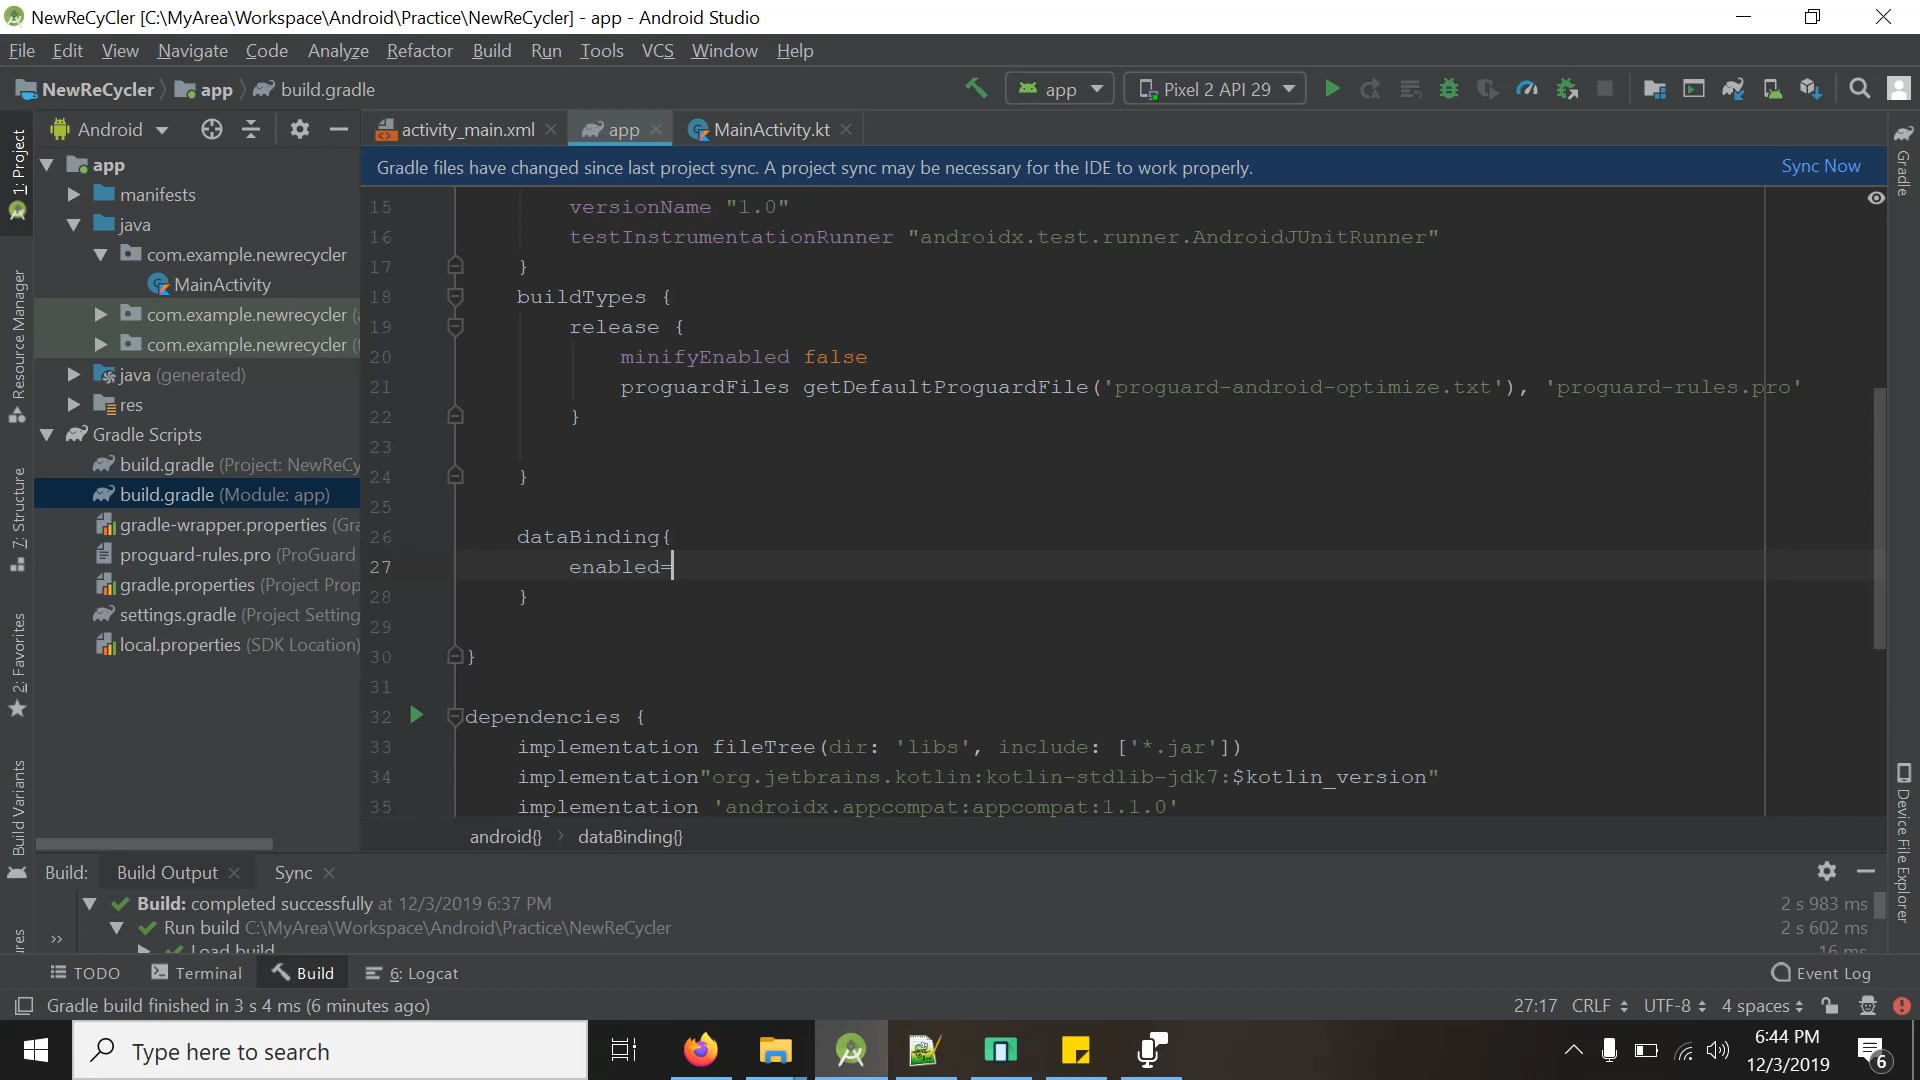 NewReCyCler [C:\MyArea\Workspace\Android\Practice\NewReCycler] - app - Android Studio
File Edit View Navigate Code Analyze Refactor Build Run Tools VCS Window Help
NewReCycler app build.gradle
app Pixel 2 API 29
Android
activity_main.xml app MainActivity.kt
Gradle files have changed since last project sync. A project sync may be necessary for the IDE to work properly. Sync Now
1: Project
Resource Manager
7: Structure
2: Favorites
Build Variants
app
manifests
java
com.example.newrecycler
MainActivity
com.example.newrecycler (
com.example.newrecycler (
java (generated)
res
Gradle Scripts
build.gradle (Project: NewReCy
build.gradle (Module: app)
gradle-wrapper.properties (Gra
proguard-rules.pro (ProGuard
gradle.properties (Project Prop
settings.gradle (Project Setting
local.properties (SDK Location)
15 versionName "1.0"
16 testInstrumentationRunner "androidx.test.runner.AndroidJUnitRunner"
17 }
18 buildTypes {
19 release {
20 minifyEnabled false
21 proguardFiles getDefaultProguardFile('proguard-android-optimize.txt'), 'proguard-rules.pro'
22 }
23
24 }
25
26 dataBinding{
27 enabled=
28 }
29
30 }
31
32 dependencies {
33 implementation fileTree(dir: 'libs', include: ['*.jar'])
34 implementation"org.jetbrains.kotlin:kotlin-stdlib-jdk7:$kotlin_version"
35 implementation 'androidx.appcompat:appcompat:1.1.0'
android{} dataBinding{}
Gradle
Device File Explorer
Build: Build Output Sync
Build: completed successfully at 12/3/2019 6:37 PM 2 s 983 ms
Run build C:\MyArea\Workspace\Android\Practice\NewReCycler 2 s 602 ms
Load build 16 ms
TODO Terminal Build 6: Logcat Event Log
Gradle build finished in 3 s 4 ms (6 minutes ago) 27:17 CRLF UTF-8 4 spaces
Type here to search
6:44 PM
12/3/2019
6